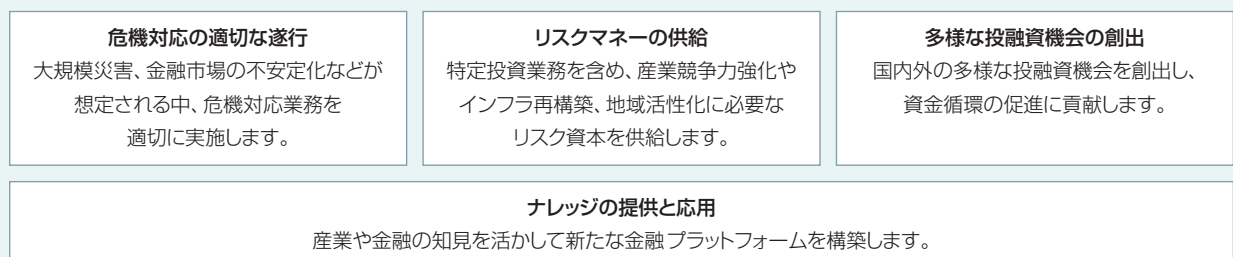 危機対応の適切な遂行
大規模災害、金融市場の不安定化などが
想定される中、危機対応業務を
適切に実施します。
リスクマネーの供給
特定投資業務を含め、産業競争力強化や
インフラ再構築、地域活性化に必要な
リスク資本を供給します。
多様な投融資機会の創出
国内外の多様な投融資機会を創出し、
資金循環の促進に貢献します。
ナレッジの提供と応用
産業や金融の知見を活かして新たな金融プラットフォームを構築します。